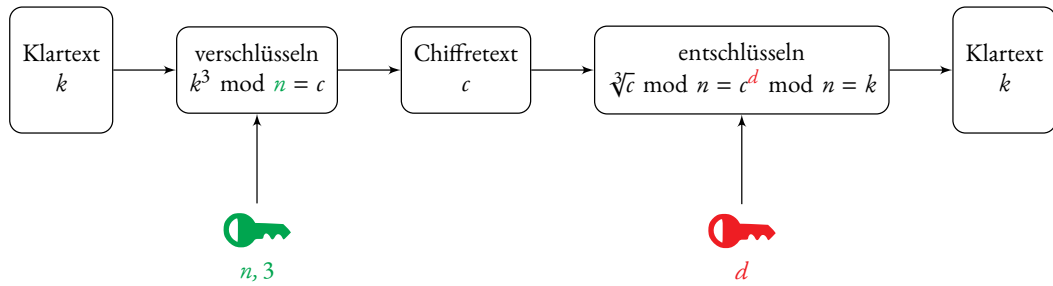 Klartext
k
verschlüsseln
k³ mod n = c
Chiffretext
c
entschlüsseln
∛c mod n = c^d mod n = k
Klartext
k
n, 3
d